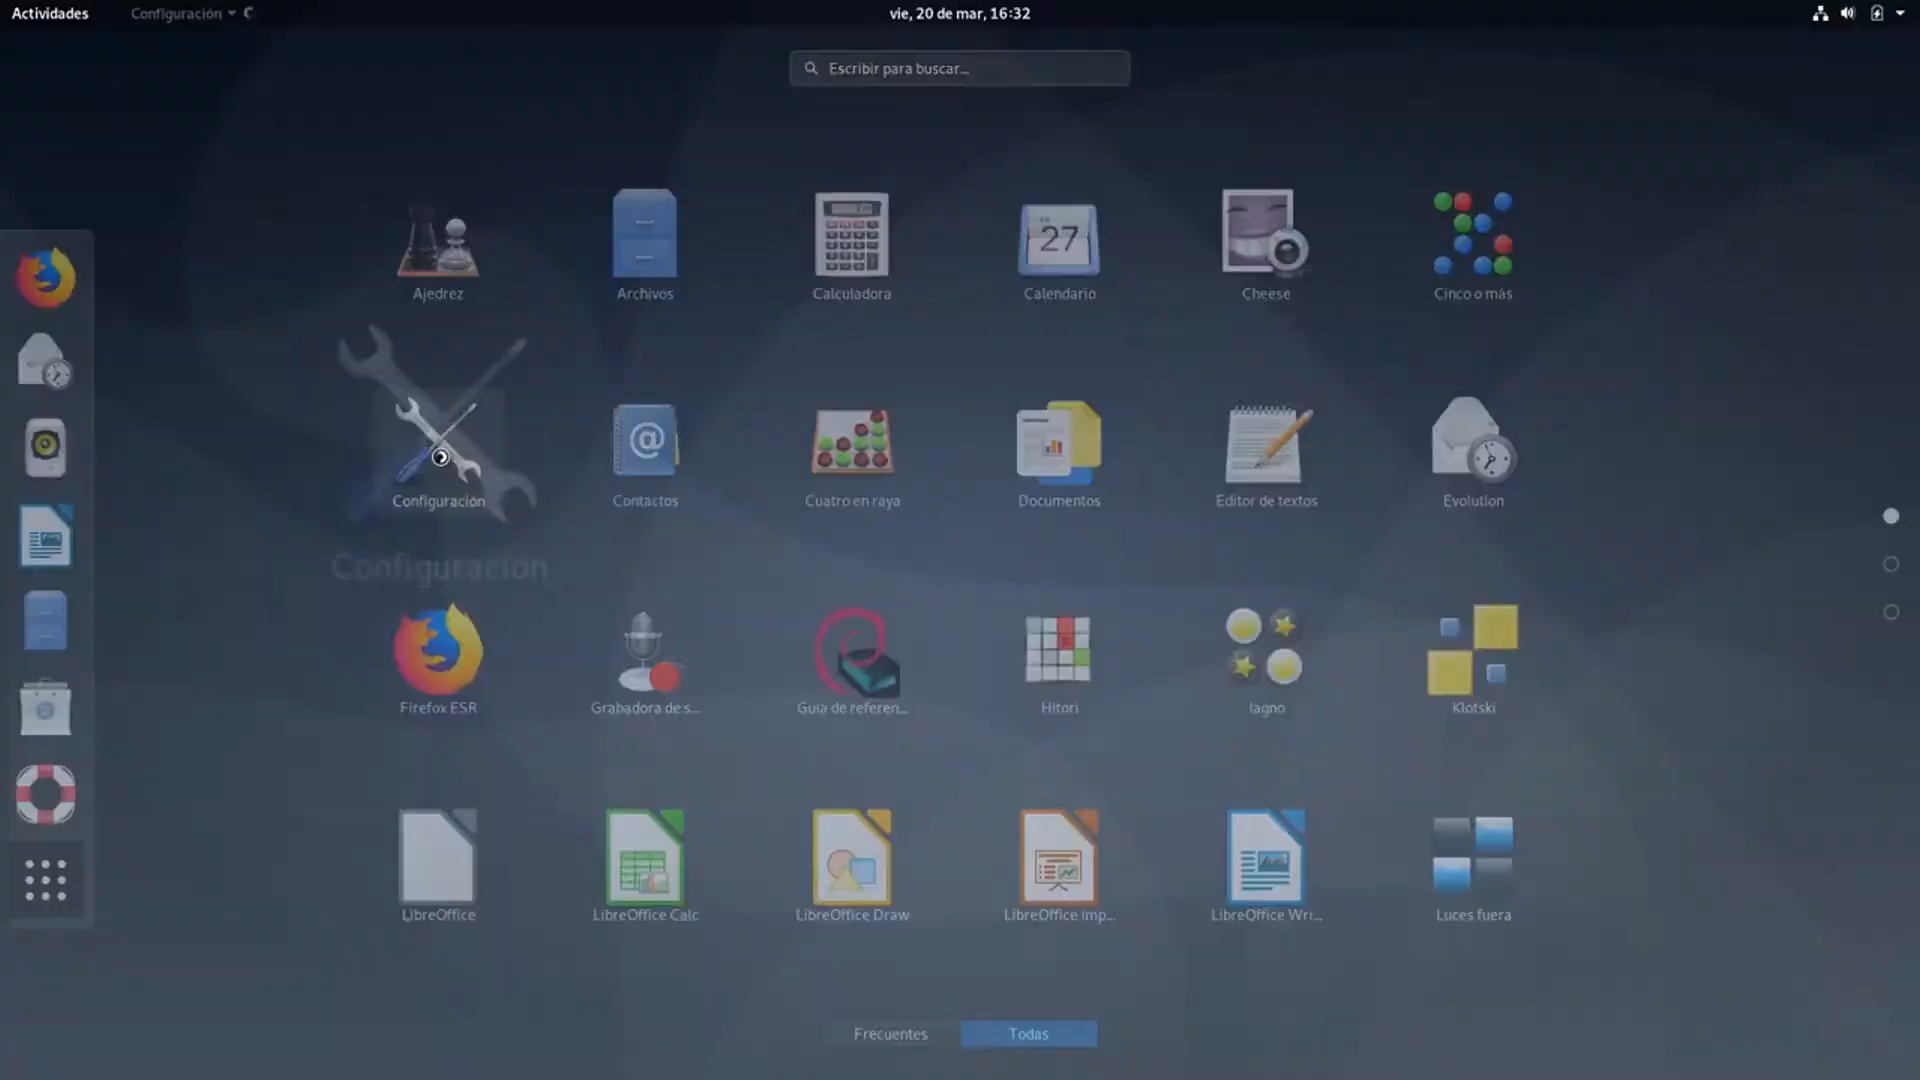 Actividades
Configuración
vie, 20 de mar, 16:32
Escribir para buscar...
Ajedrez
Archivos
Calculadora
27
Calendario
Cheese
Cinco o más
Configuración
Contactos
Cuatro en raya
Documentos
Editor de textos
Evolution
Configuración
Firefox ESR
Grabadora de s...
Guía de referen...
Hitori
Iagno
Klotski
LibreOffice
LibreOffice Calc
LibreOffice Draw
LibreOffice Imp...
LibreOffice Wri...
Luces fuera
Frecuentes
Todas